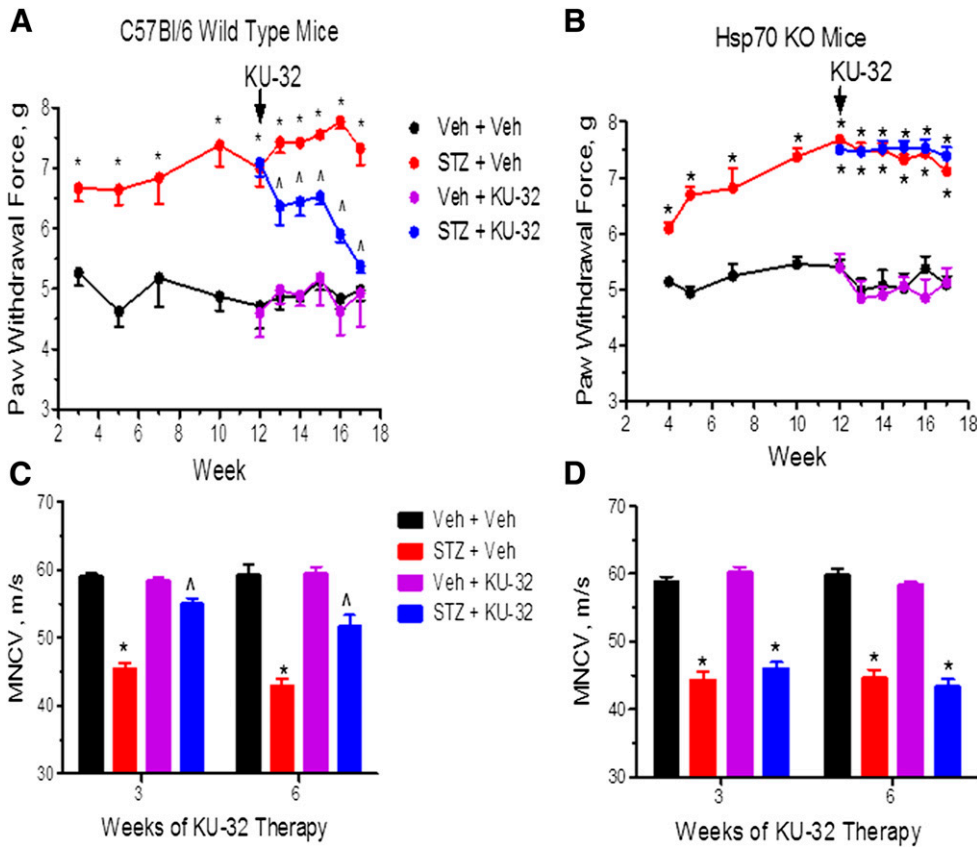 A
C57Bl/6 Wild Type Mice
KU-32
Paw Withdrawal Force, g
8
7
6
5
4
3
* * * * * * * * * *
^ ^ ^ ^ ^
2 4 6 8 10 12 14 16 18
Week
Veh + Veh
STZ + Veh
Veh + KU-32
STZ + KU-32
B
Hsp70 KO Mice
KU-32
Paw Withdrawal Force, g
8
7
6
5
4
3
* * * * * * * * * *
* * * * * *
2 4 6 8 10 12 14 16 18
Week
C
MNCV, m/s
70
60
50
40
30
* ^ * ^
3 6
Weeks of KU-32 Therapy
Veh + Veh
STZ + Veh
Veh + KU-32
STZ + KU-32
D
MNCV, m/s
70
60
50
40
30
* * * *
3 6
Weeks of KU-32 Therapy